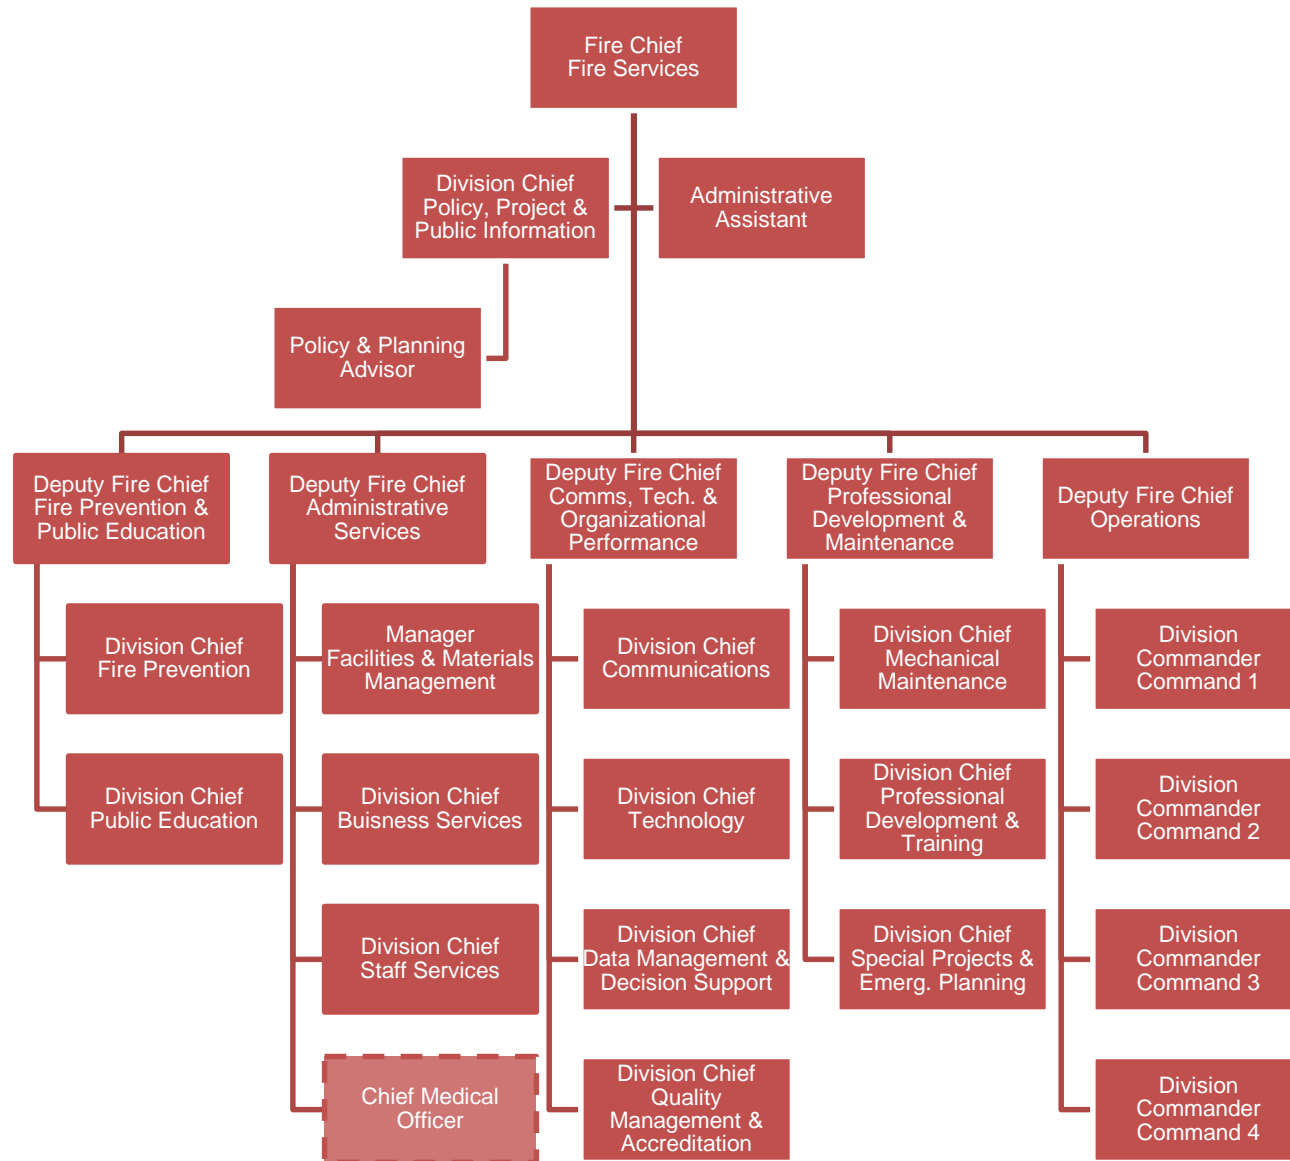 Fire Chief
Fire Services
Division Chief
Policy, Project &
Public Information
Administrative
Assistant
Policy & Planning
Advisor
Deputy Fire Chief
Fire Prevention &
Public Education
Deputy Fire Chief
Administrative
Services
Deputy Fire Chief
Comms, Tech. &
Organizational
Performance
Deputy Fire Chief
Professional
Development &
Maintenance
Deputy Fire Chief
Operations
Division Chief
Fire Prevention
Manager
Facilities & Materials
Management
Division Chief
Communications
Division Chief
Mechanical
Maintenance
Division
Commander
Command 1
Division Chief
Public Education
Division Chief
Buisness Services
Division Chief
Technology
Division Chief
Professional
Development &
Training
Division
Commander
Command 2
Division Chief
Staff Services
Division Chief
Data Management &
Decision Support
Division Chief
Special Projects &
Emerg. Planning
Division
Commander
Command 3
Chief Medical
Officer
Division Chief
Quality
Management &
Accreditation
Division
Commander
Command 4